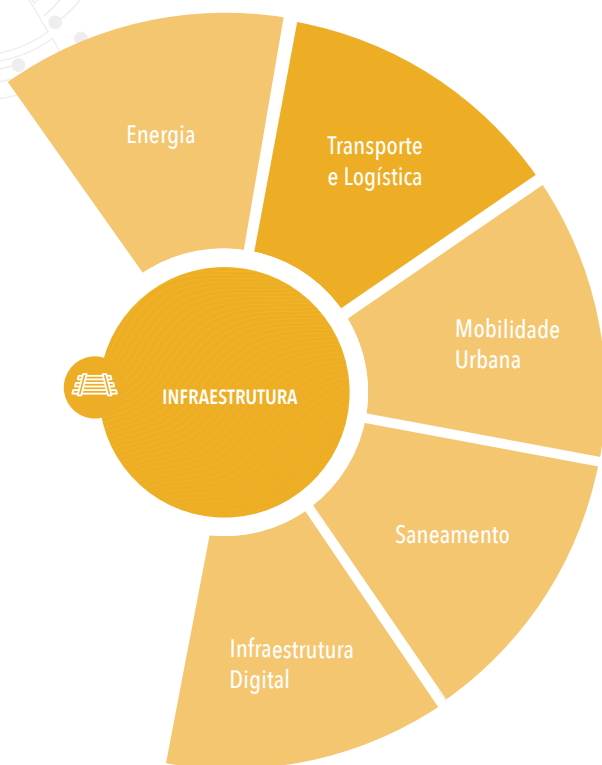 Energia
Transporte
e Logística
Mobilidade
Urbana
INFRAESTRUTURA
Saneamento
Infraestrutura
Digital